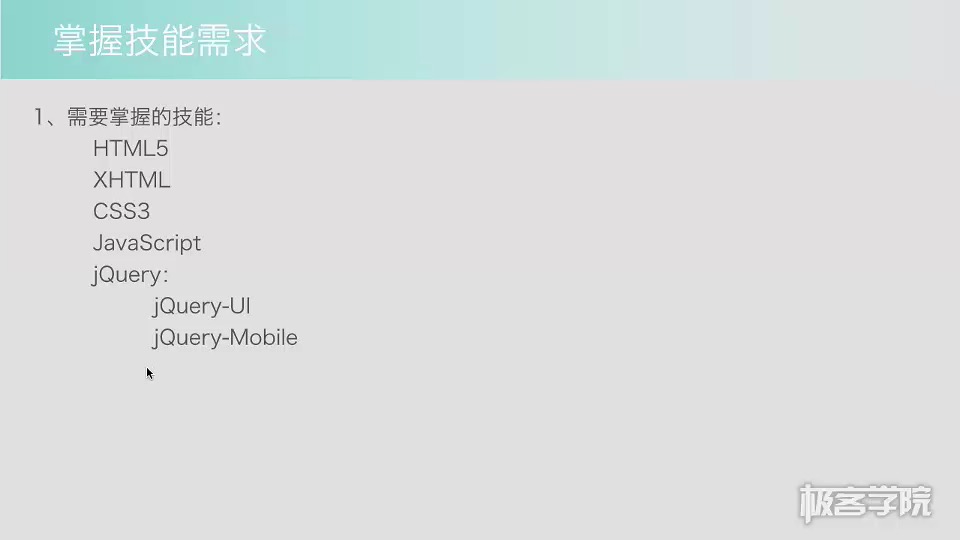 掌握技能需求
1、需要掌握的技能：
HTML5
XHTML
CSS3
JavaScript
jQuery：
jQuery-UI
jQuery-Mobile
极客学院